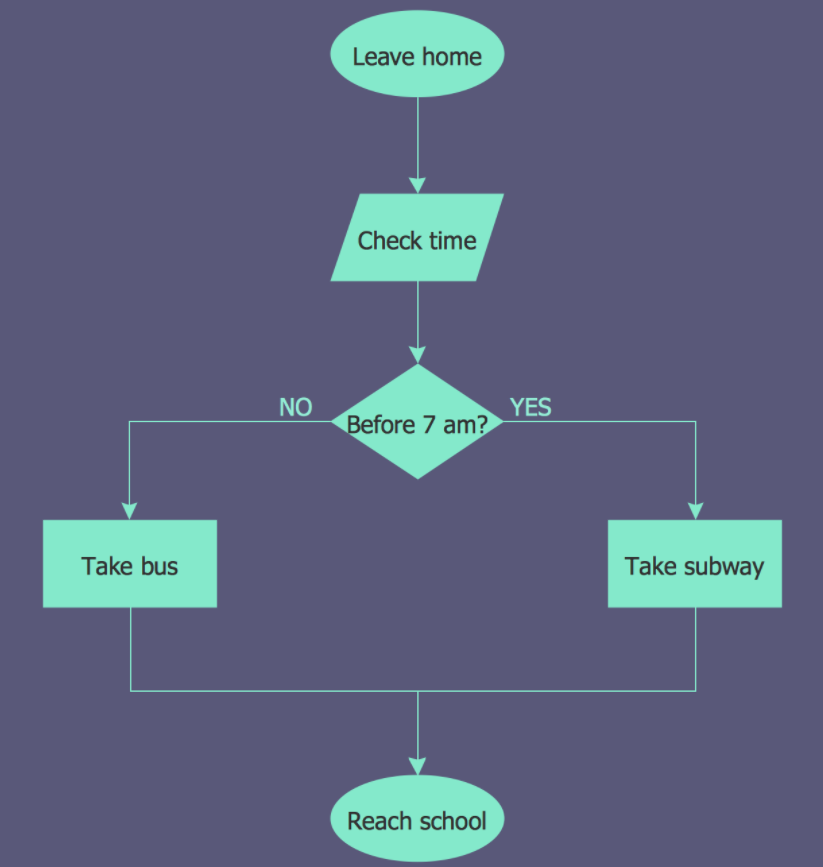 Leave home
Check time
Before 7 am?
NO
YES
Take bus
Take subway
Reach school